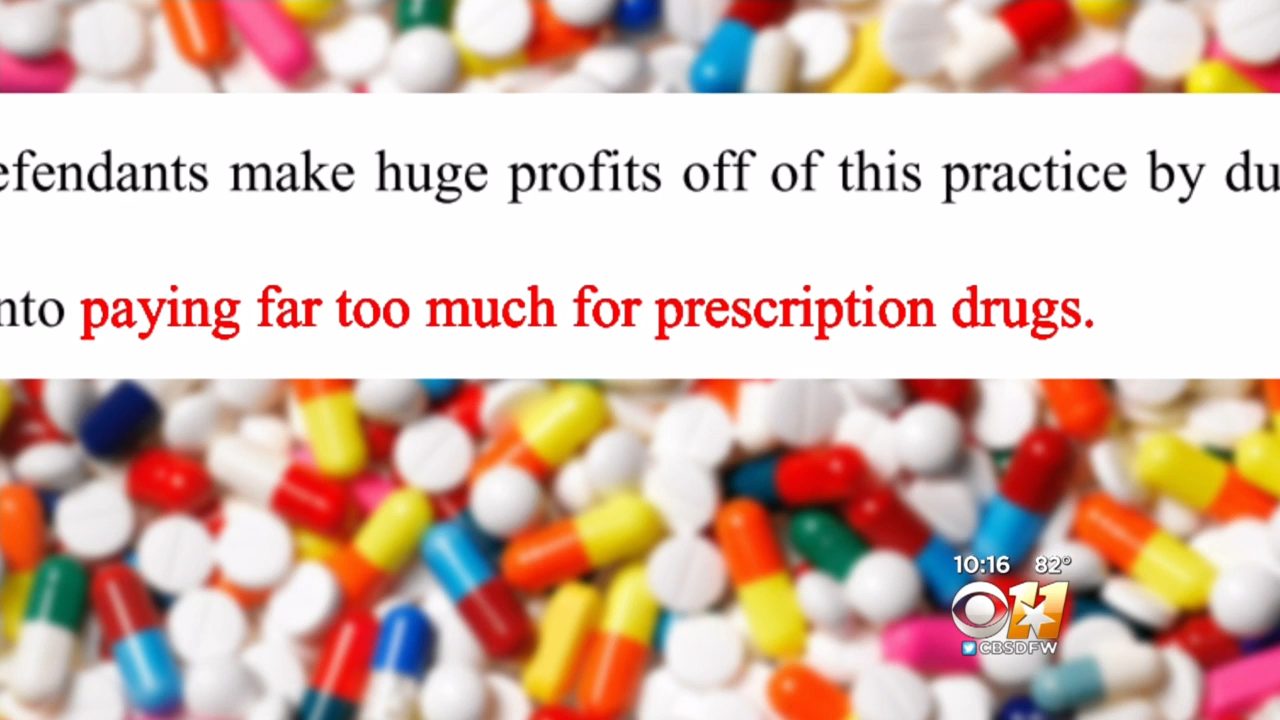 efendants make huge profits off of this practice by du
nto paying far too much for prescription drugs.
10:16 82°
11
CBSDFW